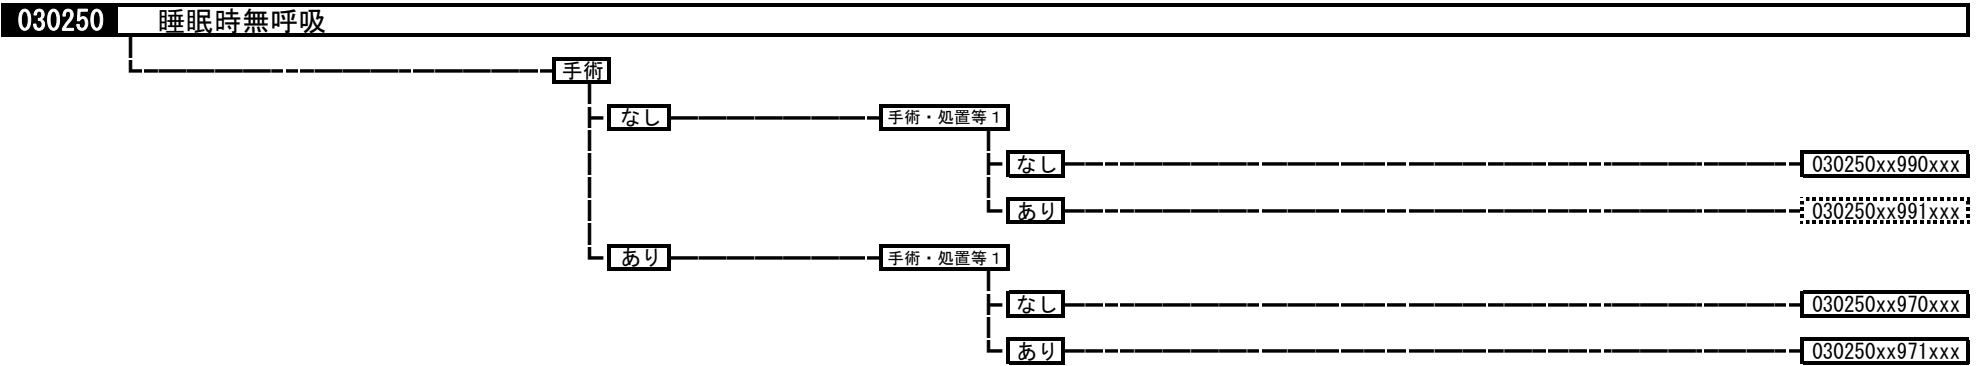 030250 睡眠時無呼吸
手術
なし 手術・処置等１
なし 030250xx990xxx
あり 030250xx991xxx
あり 手術・処置等１
なし 030250xx970xxx
あり 030250xx971xxx